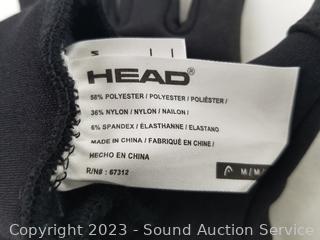 S
HEAD®
58% POLYESTER / POLYESTER / POLIÉSTER /
36% NYLON / NYLON / NAILON /
6% SPANDEX / ÉLASTHANNE / ELASTANO
MADE IN CHINA / FABRIQUÉ EN CHINE /
HECHO EN CHINA
R/N® : 67312
M / M /
Copyright 2023 - Sound Auction Service